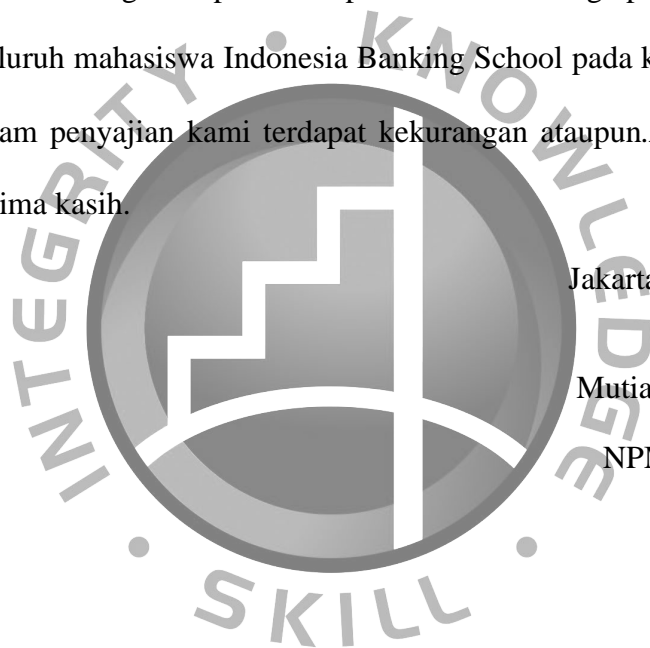 luruh mahasiswa Indonesia Banking School pada k
am penyajian kami terdapat kekurangan ataupun.
ima kasih.
Jakarta
Mutia
NPM
INTEGRITY • KNOWLEDGE • SKILL •